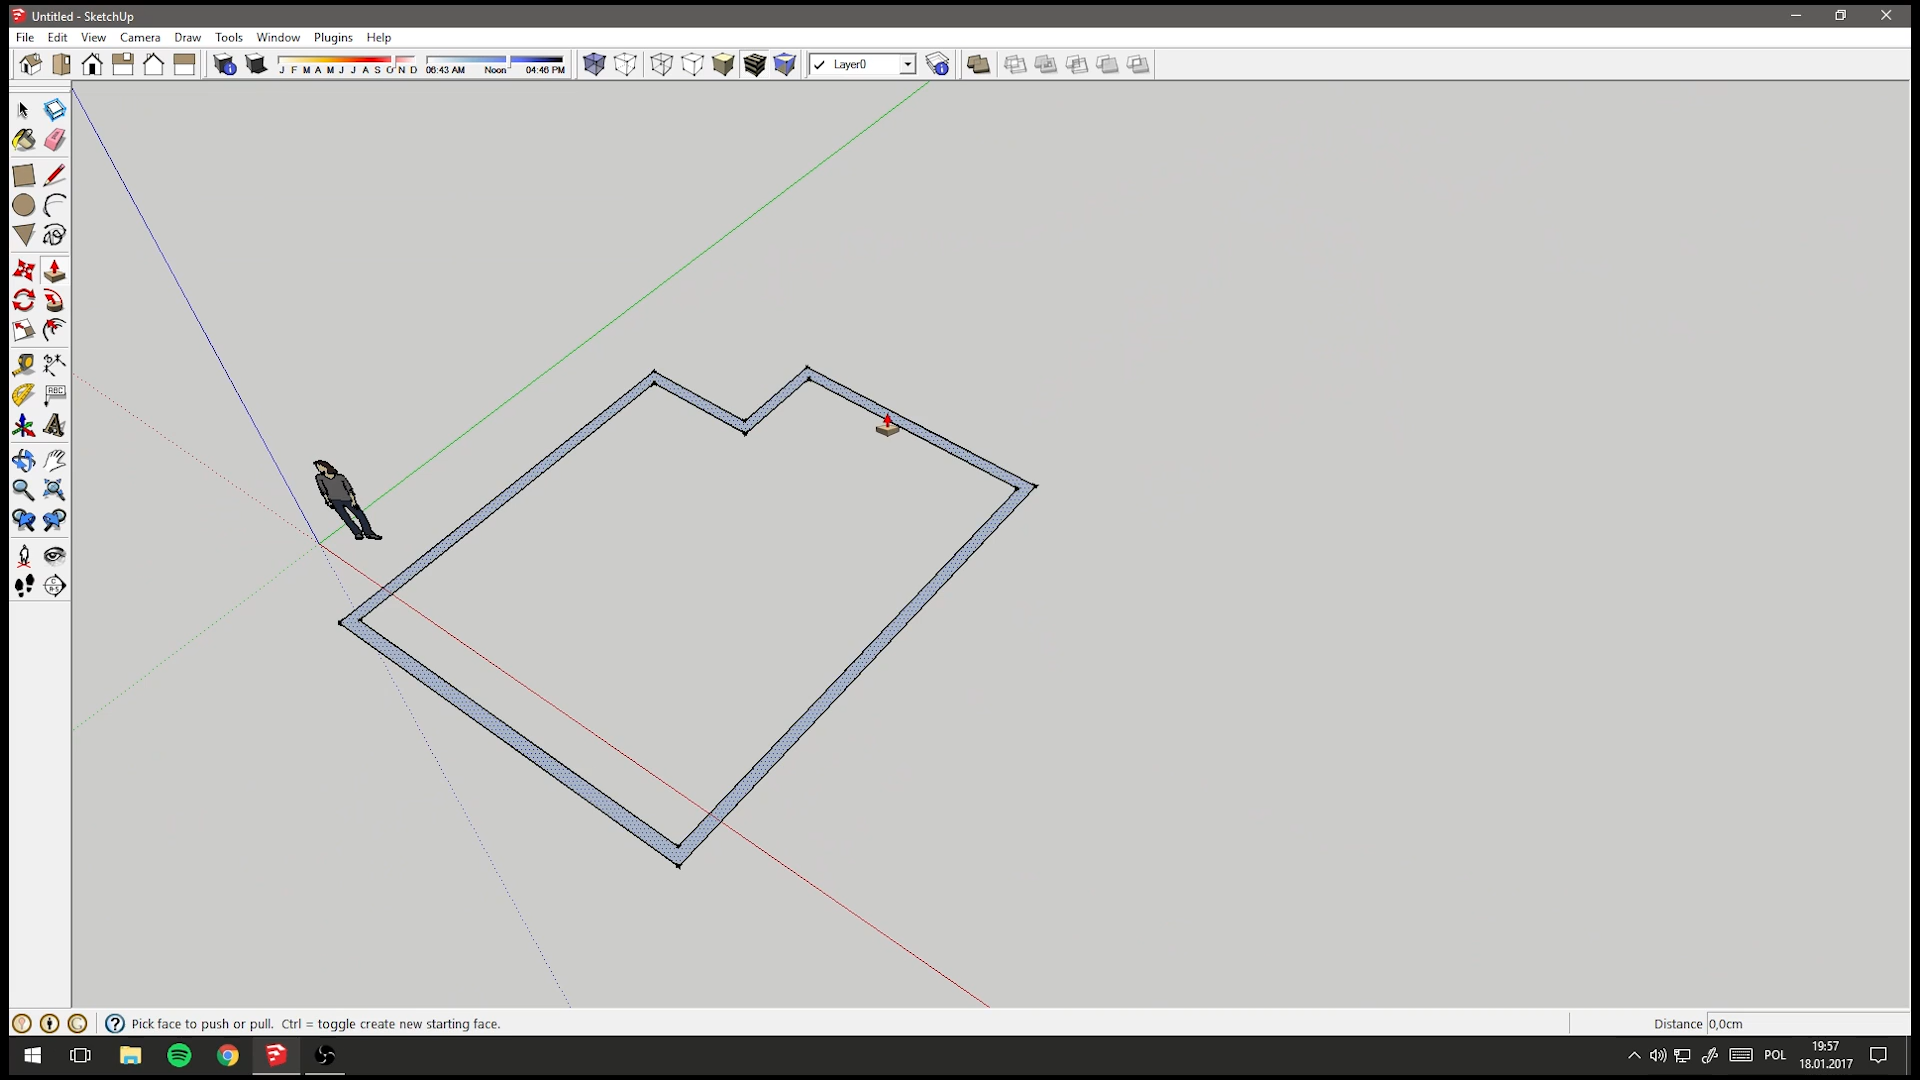 Untitled - SketchUp
File Edit View Camera Draw Tools Window Plugins Help
J F M A M J J A S O N D 06:43 AM Noon 04:46 PM
Layer0
ABC
Pick face to push or pull. Ctrl = toggle create new starting face.
Distance 0,0cm
POL
19:57
18.01.2017